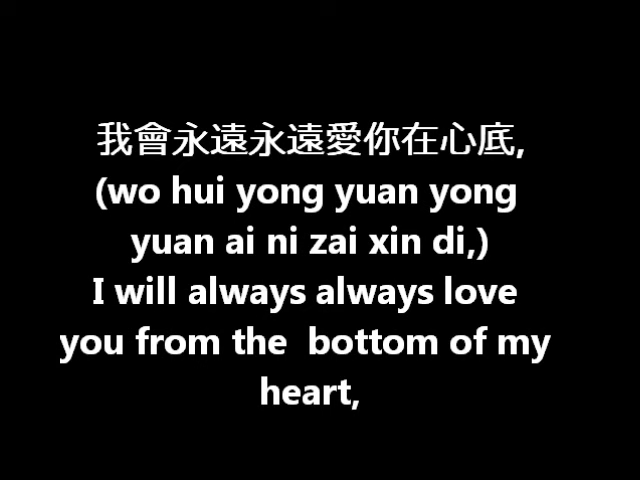 我會永遠永遠愛你在心底,
(wo hui yong yuan yong
yuan ai ni zai xin di,)
I will always always love
you from the  bottom of my
heart,